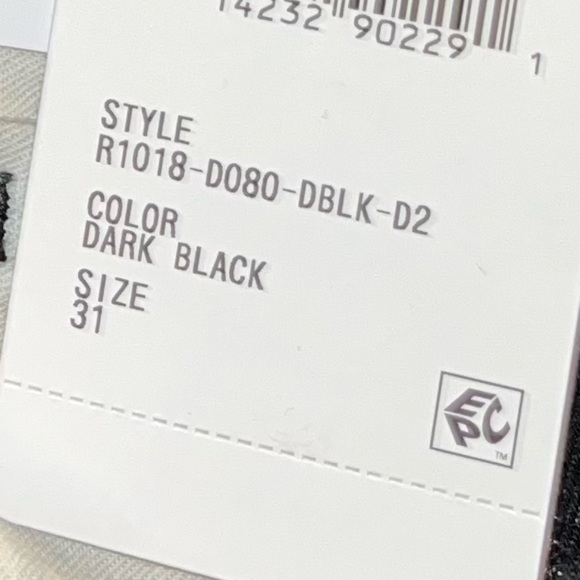 14232 90229 1
STYLE
R1018-D080-DBLK-D2
COLOR
DARK BLACK
SIZE
31
EPC
TM